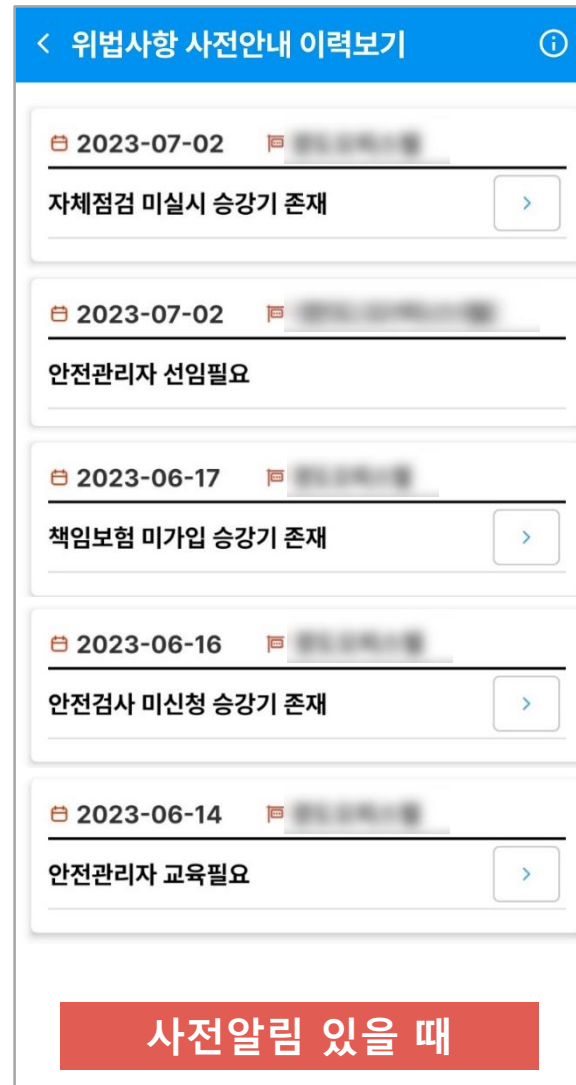 위법사항 사전안내 이력보기
2023-07-02
자체점검 미실시 승강기 존재
2023-07-02
안전관리자 선임필요
2023-06-17
책임보험 미가입 승강기 존재
2023-06-16
안전검사 미신청 승강기 존재
2023-06-14
안전관리자 교육필요
사전알림 있을 때